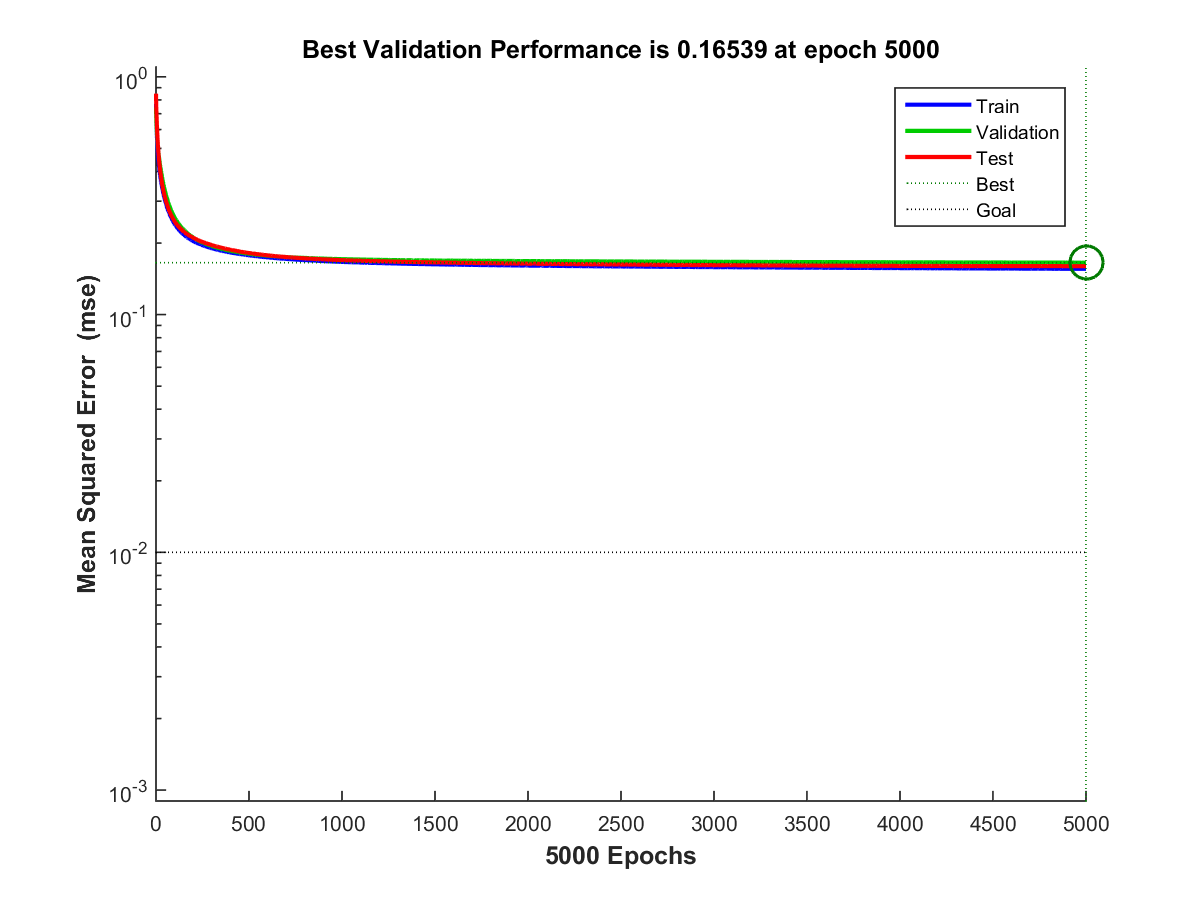 Best Validation Performance is 0.16539 at epoch 5000
Mean Squared Error (mse)
10^0
10^-1
10^-2
10^-3
Train
Validation
Test
Best
Goal
0 500 1000 1500 2000 2500 3000 3500 4000 4500 5000
5000 Epochs